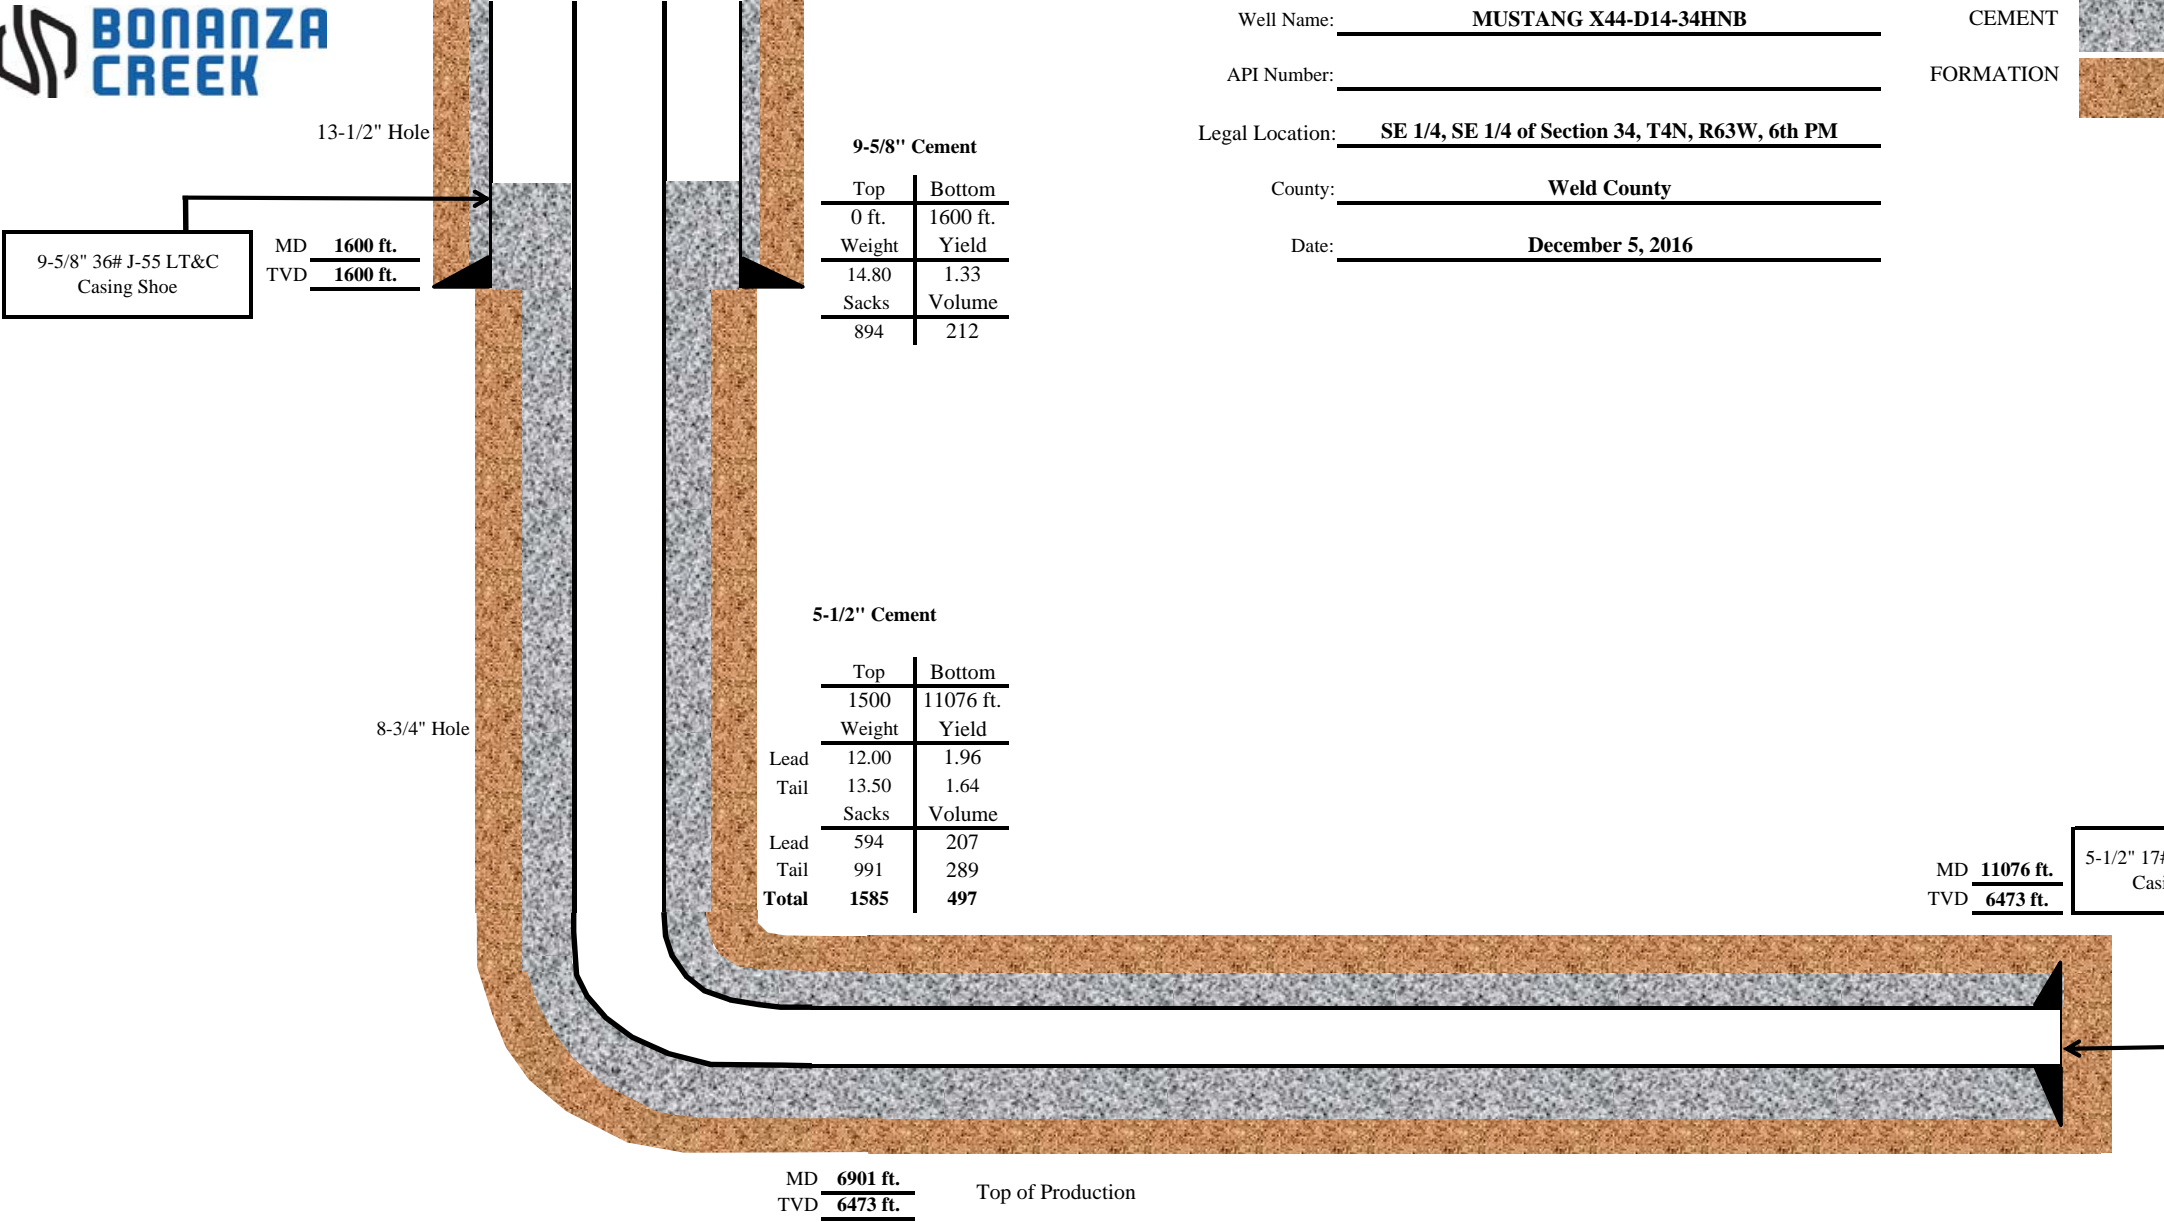 BONANZA
CREEK
Well Name: MUSTANG X44-D14-34HNB
CEMENT
API Number:
FORMATION
Legal Location: SE 1/4, SE 1/4 of Section 34, T4N, R63W, 6th PM
County: Weld County
Date: December 5, 2016
13-1/2" Hole
9-5/8" 36# J-55 LT&C
Casing Shoe
MD 1600 ft.
TVD 1600 ft.
9-5/8" Cement
Top Bottom
0 ft. 1600 ft.
Weight Yield
14.80 1.33
Sacks Volume
894 212
8-3/4" Hole
5-1/2" Cement
Top Bottom
1500 11076 ft.
Weight Yield
Lead 12.00 1.96
Tail 13.50 1.64
Sacks Volume
Lead 594 207
Tail 991 289
Total 1585 497
MD 11076 ft.
TVD 6473 ft.
5-1/2" 17#
MD 6901 ft.
TVD 6473 ft.
Top of Production